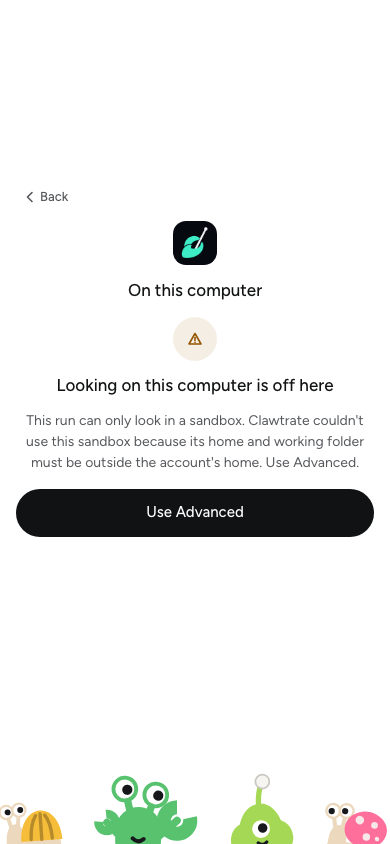 Back
On this computer
Looking on this computer is off here
This run can only look in a sandbox. Clawtrate couldn't
use this sandbox because its home and working folder
must be outside the account's home. Use Advanced.
Use Advanced